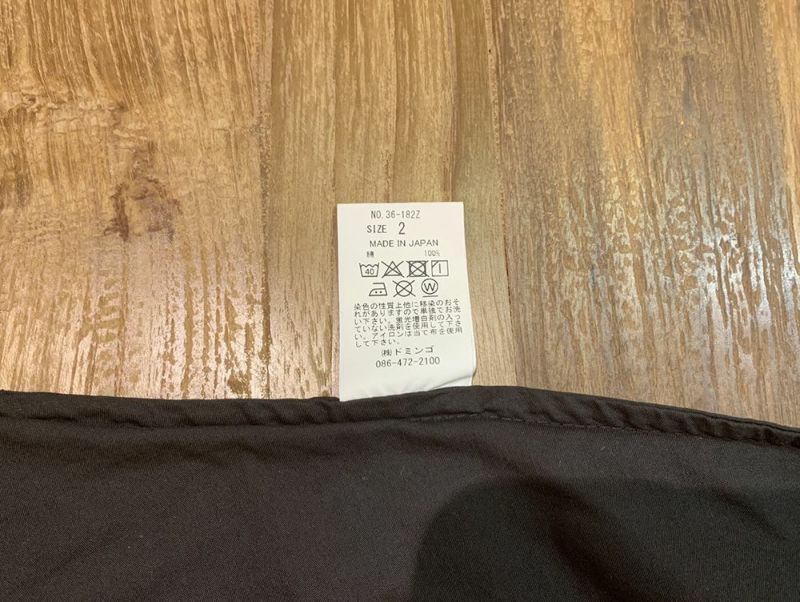 NO. 36-182Z
SIZE 2
MADE IN JAPAN
綿 100%
40 W
染色の性質上他に移染のおそ
れがありますので単独でお洗
い下さい。蛍光増白剤の入っ
ていない洗剤を使用して下さ
い。アイロンは当て布を使用
して下さい。
(株)ドミンゴ
086-472-2100